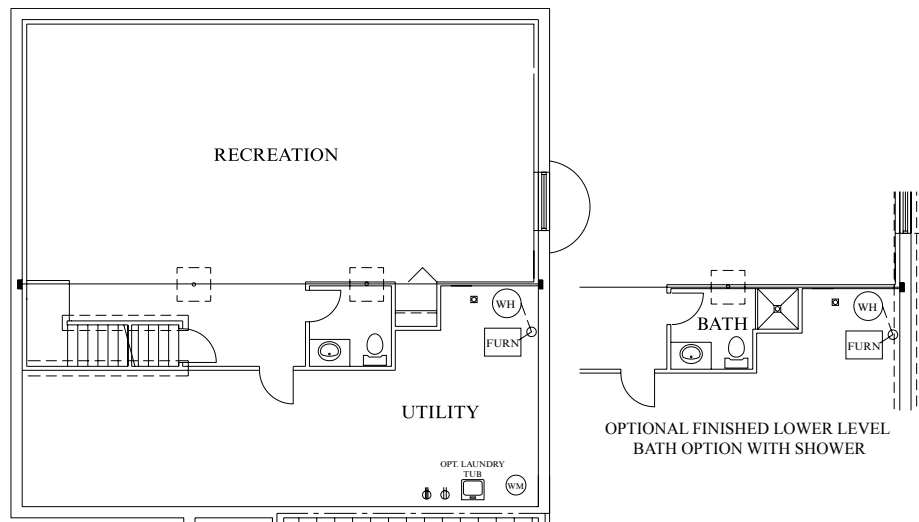 RECREATION
WH
FURN
UTILITY
OPT. LAUNDRY
TUB
WM
BATH
WH
FURN
OPTIONAL FINISHED LOWER LEVEL
BATH OPTION WITH SHOWER